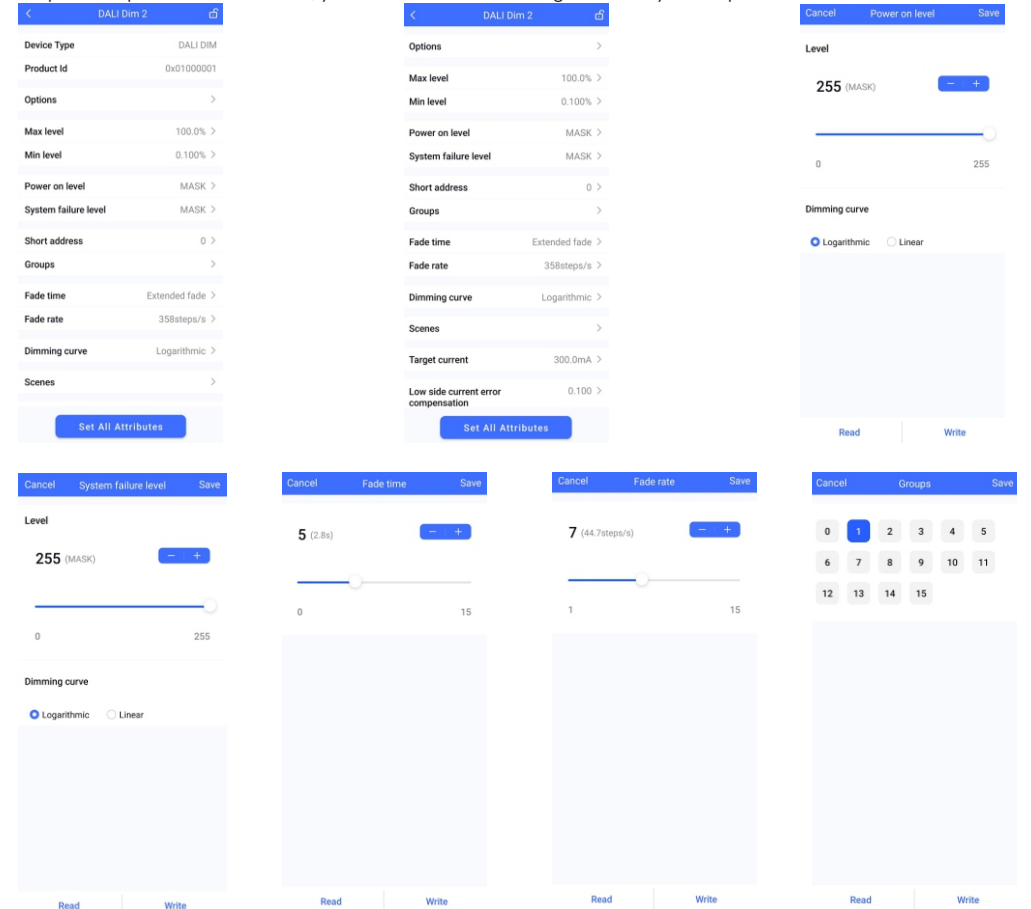 DALI Dim 2
Device Type DALI DIM
Product Id 0x01000001
Options
Max level 100.0%
Min level 0.100%
Power on level MASK
System failure level MASK
Short address 0
Groups
Fade time Extended fade
Fade rate 358steps/s
Dimming curve Logarithmic
Scenes
Set All Attributes
DALI Dim 2
Options
Max level 100.0%
Min level 0.100%
Power on level MASK
System failure level MASK
Short address 0
Groups
Fade time Extended fade
Fade rate 358steps/s
Dimming curve Logarithmic
Scenes
Target current 300.0mA
Low side current error 0.100
compensation
Set All Attributes
Cancel Power on level Save
Level
255 (MASK) − +
0 255
Dimming curve
Logarithmic Linear
Read Write
Cancel System failure level Save
Level
255 (MASK) − +
0 255
Dimming curve
Logarithmic Linear
Read Write
Cancel Fade time Save
5 (2.8s) − +
0 15
Read Write
Cancel Fade rate Save
7 (44.7steps/s) − +
1 15
Read Write
Cancel Groups Save
0 1 2 3 4 5
6 7 8 9 10 11
12 13 14 15
Read Write